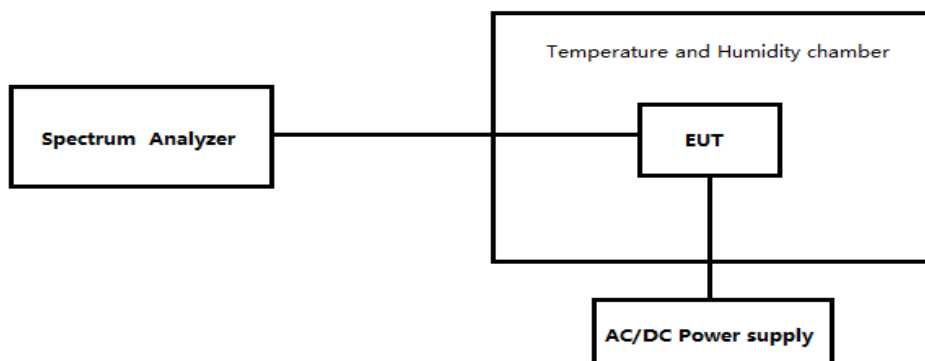 Temperature and Humidity chamber
Spectrum Analyzer
EUT
AC/DC Power supply